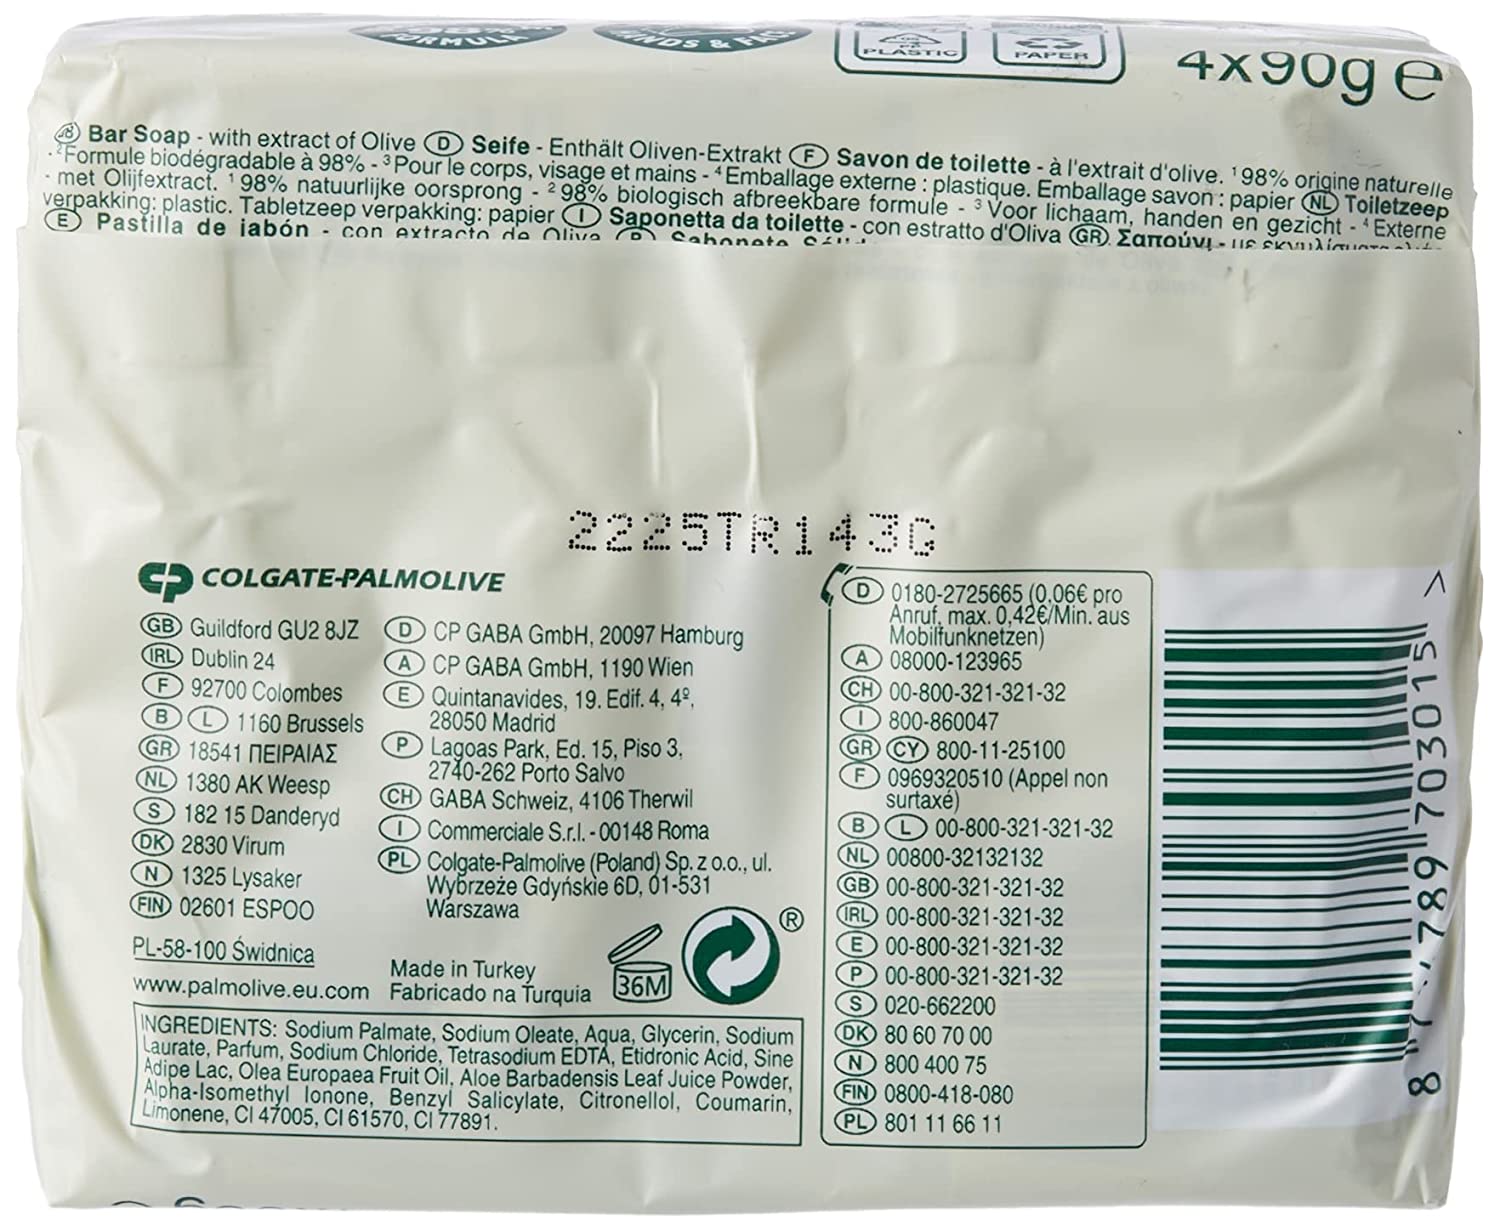 FORMULA
HANDS & FACE
PLASTIC
PAPER
4x90g e
GB Bar Soap - with extract of Olive D Seife - Enthält Oliven-Extrakt F Savon de toilette - à l'extrait d'olive. ¹98% origine naturelle
- ²Formule biodégradable à 98% - ³Pour le corps, visage et mains - ⁴Emballage externe : plastique. Emballage savon : papier NL Toiletzeep
- met Olijfextract. ¹98% natuurlijke oorsprong - ²98% biologisch afbreekbare formule - ³Voor lichaam, handen en gezicht - ⁴Externe
verpakking: plastic. Tabletzeep verpakking: papier I Saponetta da toilette - con estratto d'Oliva GR Σαπούνι - με εκχυλίσματα
E Pastilla de jabón - con extracto de Oliva P Sabonete Sólido
2225TR143G
CP COLGATE-PALMOLIVE
GB Guildford GU2 8JZ
IRL Dublin 24
F 92700 Colombes
B L 1160 Brussels
GR 18541 ΠΕΙΡΑΙΑΣ
NL 1380 AK Weesp
S 182 15 Danderyd
DK 2830 Virum
N 1325 Lysaker
FIN 02601 ESPOO
PL-58-100 Świdnica
www.palmolive.eu.com
D CP GABA GmbH, 20097 Hamburg
A CP GABA GmbH, 1190 Wien
E Quintanavides, 19. Edif. 4, 4º,
28050 Madrid
P Lagoas Park, Ed. 15, Piso 3,
2740-262 Porto Salvo
CH GABA Schweiz, 4106 Therwil
I Commerciale S.r.l. - 00148 Roma
PL Colgate-Palmolive (Poland) Sp. z o.o., ul.
Wybrzeże Gdyńskie 6D, 01-531
Warszawa
Made in Turkey
Fabricado na Turquia
36M
®
INGREDIENTS: Sodium Palmate, Sodium Oleate, Aqua, Glycerin, Sodium
Laurate, Parfum, Sodium Chloride, Tetrasodium EDTA, Etidronic Acid, Sine
Adipe Lac, Olea Europaea Fruit Oil, Aloe Barbadensis Leaf Juice Powder,
Alpha-Isomethyl Ionone, Benzyl Salicylate, Citronellol, Coumarin,
Limonene, CI 47005, CI 61570, CI 77891.
D 0180-2725665 (0,06€ pro
Anruf, max. 0,42€/Min. aus
Mobilfunknetzen)
A 08000-123965
CH 00-800-321-321-32
I 800-860047
GR CY 800-11-25100
F 0969320510 (Appel non
surtaxé)
B L 00-800-321-321-32
NL 00800-32132132
GB 00-800-321-321-32
IRL 00-800-321-321-32
E 00-800-321-321-32
P 00-800-321-321-32
S 020-662200
DK 80 60 70 00
N 800 400 75
FIN 0800-418-080
PL 801 11 66 11
8 717 89 703015 >